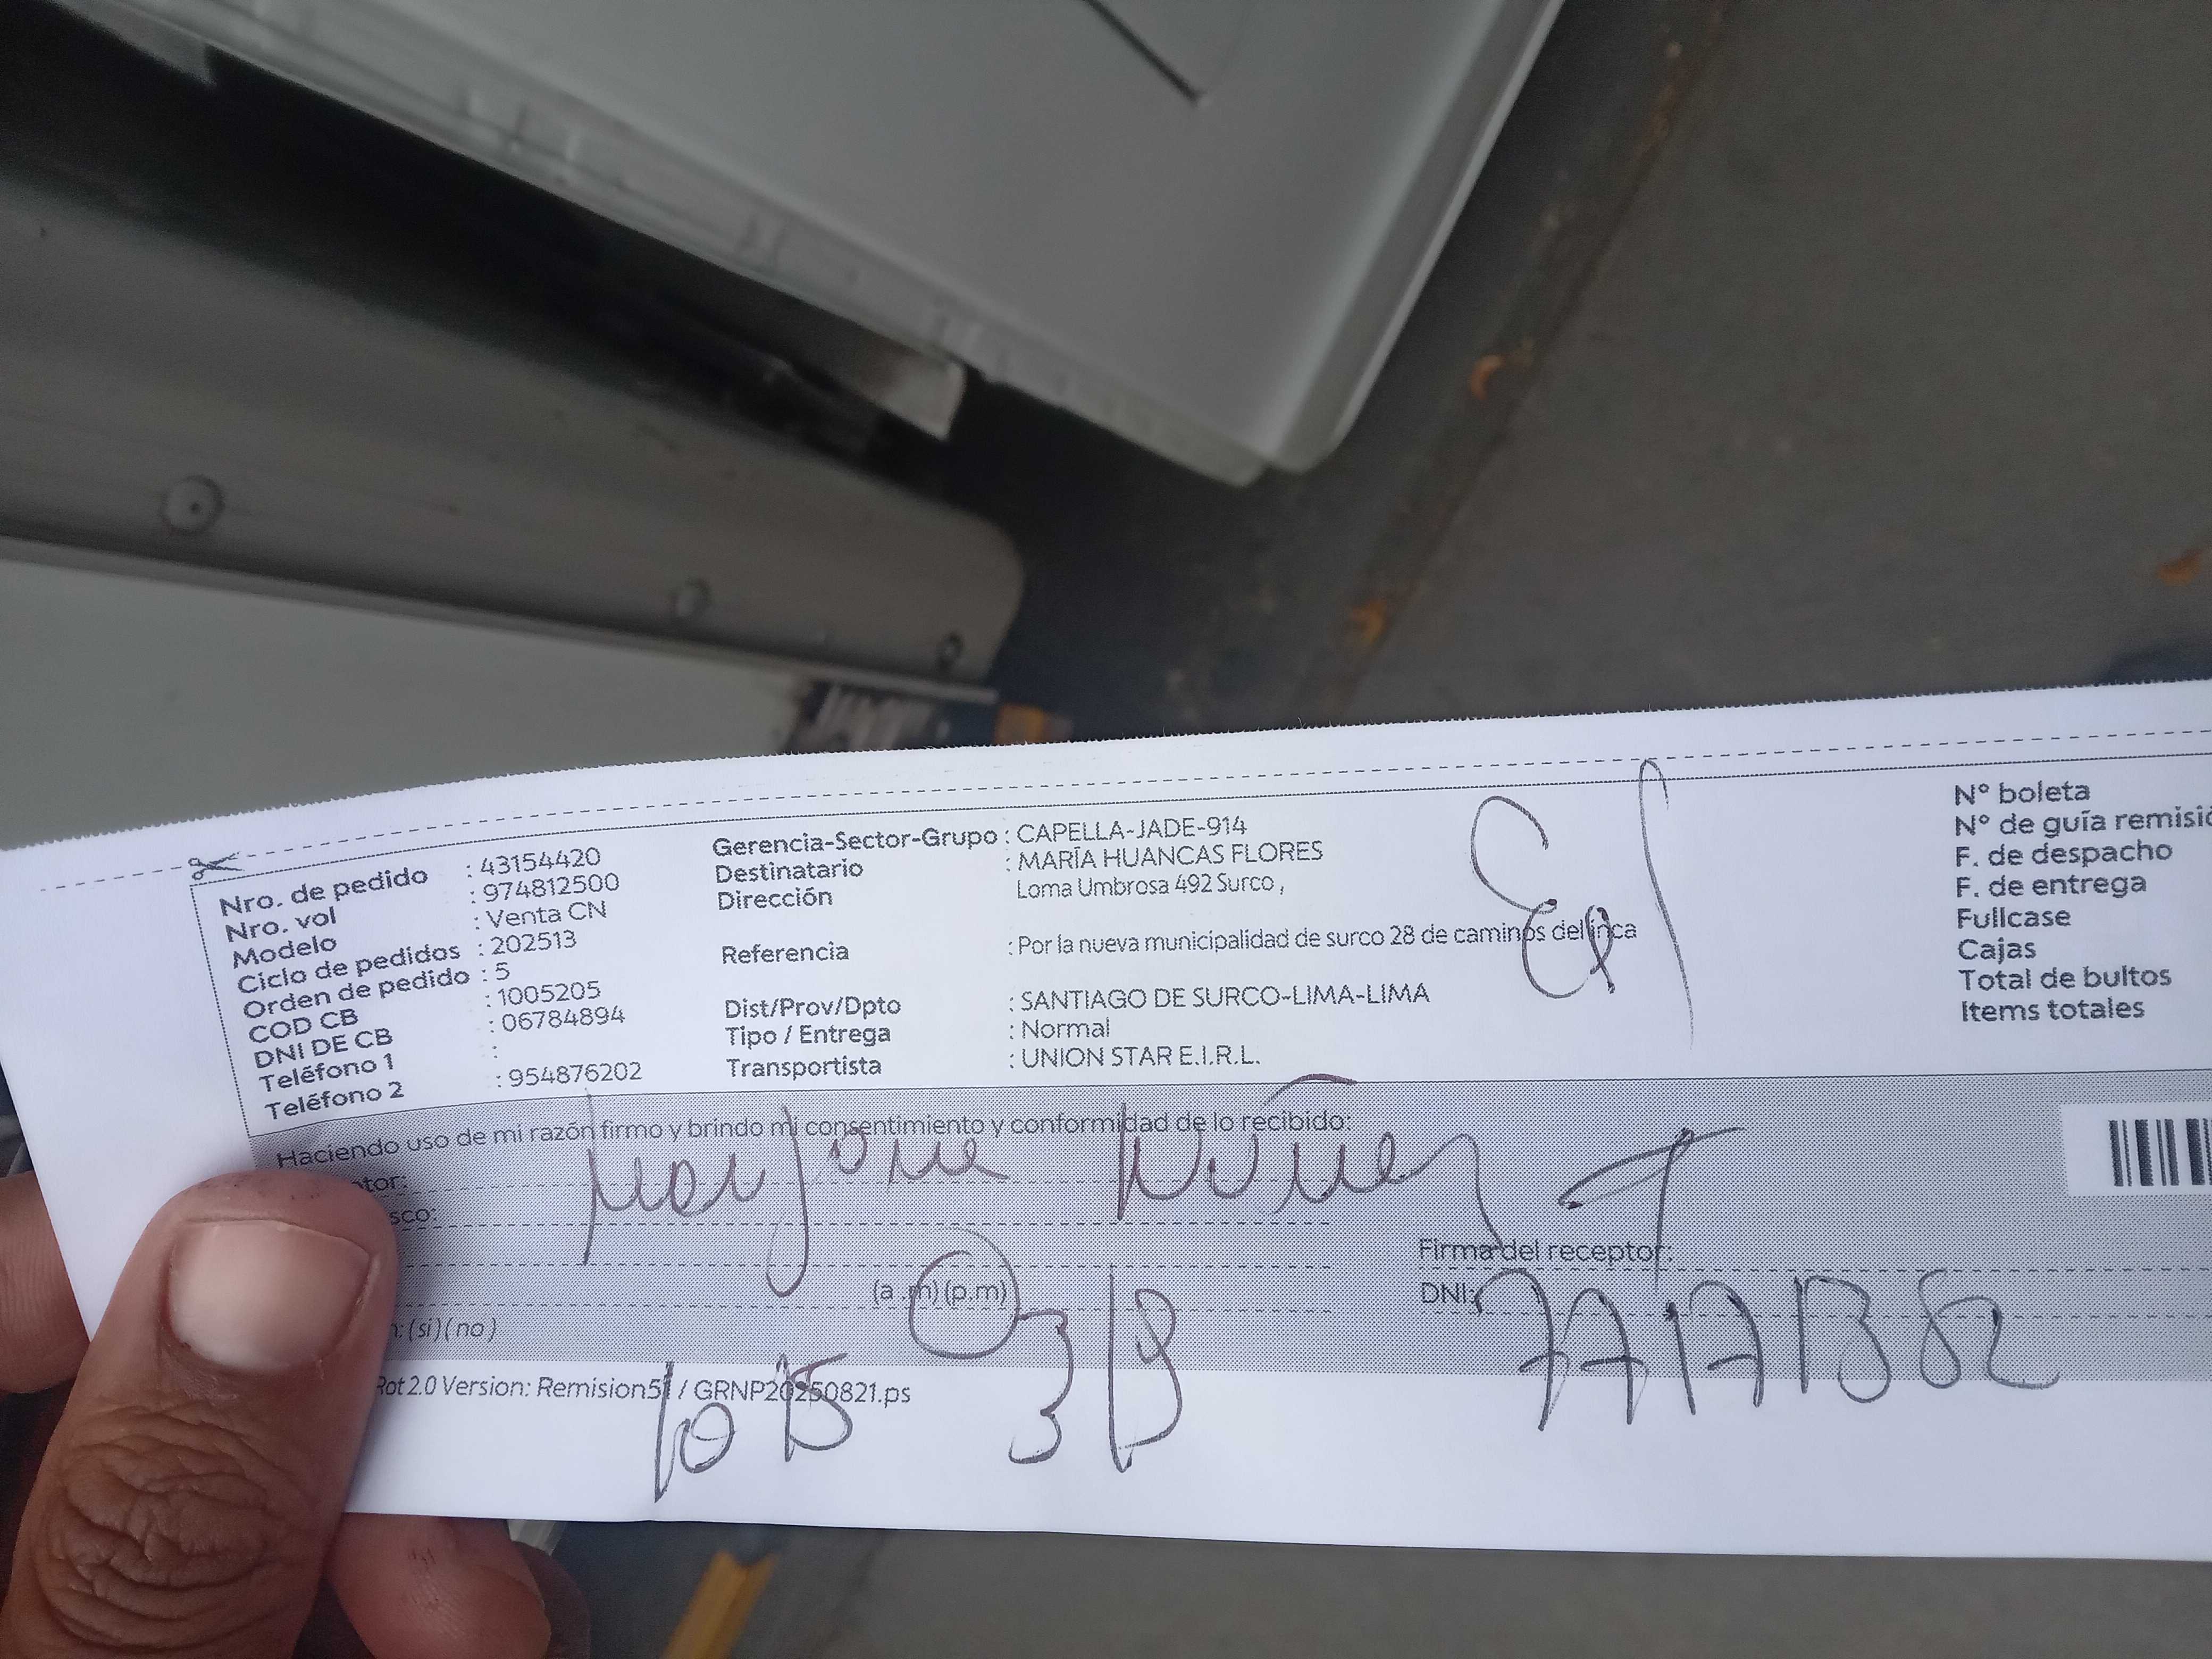 Nro. de pedido : 43154420
Nro. vol : 974812500
Modelo : Venta CN
Ciclo de pedidos : 202513
Orden de pedido : 5
COD CB : 1005205
DNI DE CB : 06784894
Teléfono 1 :
Teléfono 2 : 954876202
Gerencia-Sector-Grupo : CAPELLA-JADE-914
Destinatario : MARÍA HUANCAS FLORES
Dirección Loma Umbrosa 492 Surco ,
Referencia : Por la nueva municipalidad de surco 28 de caminos del inca
Dist/Prov/Dpto : SANTIAGO DE SURCO-LIMA-LIMA
Tipo / Entrega : Normal
Transportista : UNION STAR E.I.R.L.
N° boleta
N° de guía remisió
F. de despacho
F. de entrega
Fullcase
Cajas
Total de bultos
Items totales
Haciendo uso de mi razón firmo y brindo mi consentimiento y conformidad de lo recibido:
tor:
sco:
Firma del receptor:
(a .m) (p.m)
DNI:
(si) (no)
Rot 2.0 Version: Remision51 / GRNP20250821.ps